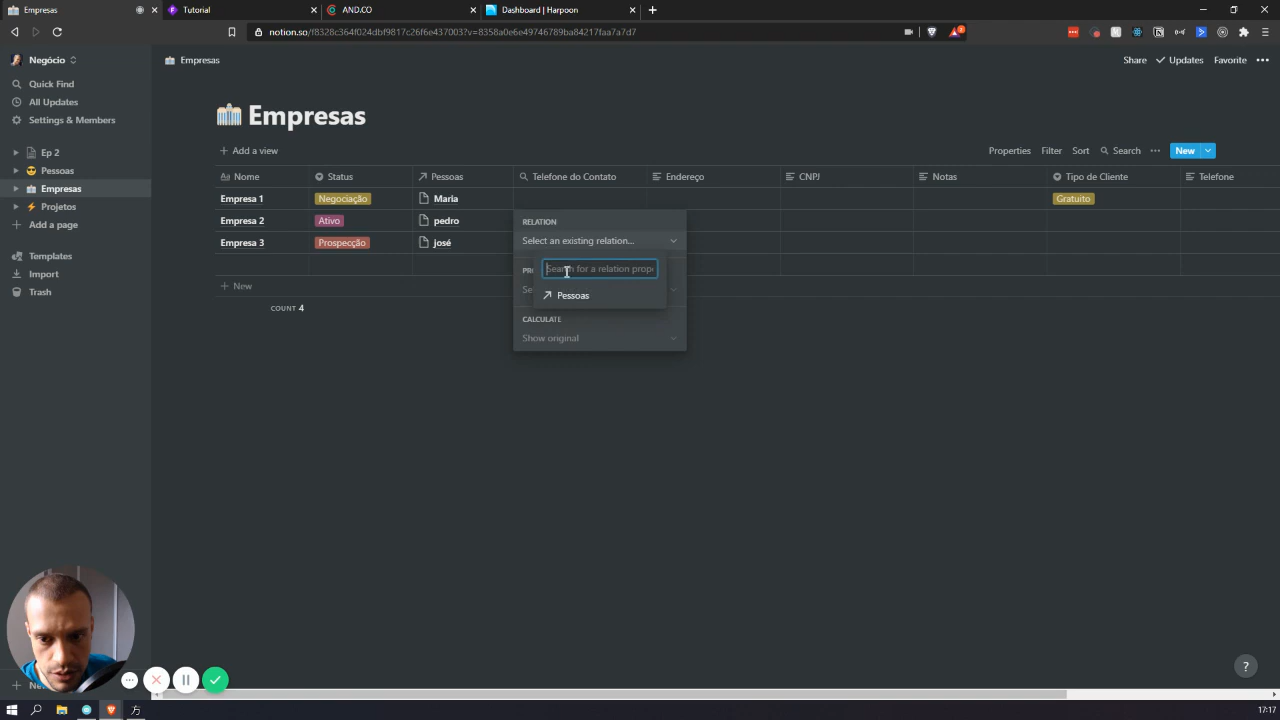 Empresas
Tutorial
AND.CO
Dashboard | Harpoon
notion.so/f8328c364f024dbf9817c26f6e437003?v=8358a0e6e49746789ba84217faa7a7d7
2
Negócio
Empresas
Share
Updates
Favorite
Quick Find
All Updates
Settings & Members
Ep 2
Pessoas
Empresas
Projetos
Add a page
Templates
Import
Trash
Empresas
Add a view
Properties
Filter
Sort
Search
New
Nome
Status
Pessoas
Telefone do Contato
Endereço
CNPJ
Notas
Tipo de Cliente
Telefone
Empresa 1
Negociação
Maria
Gratuito
Empresa 2
Ativo
pedro
Empresa 3
Prospecção
josé
New
COUNT 4
RELATION
Select an existing relation...
Search for a relation prope
Pessoas
CALCULATE
Show original
?
17:17